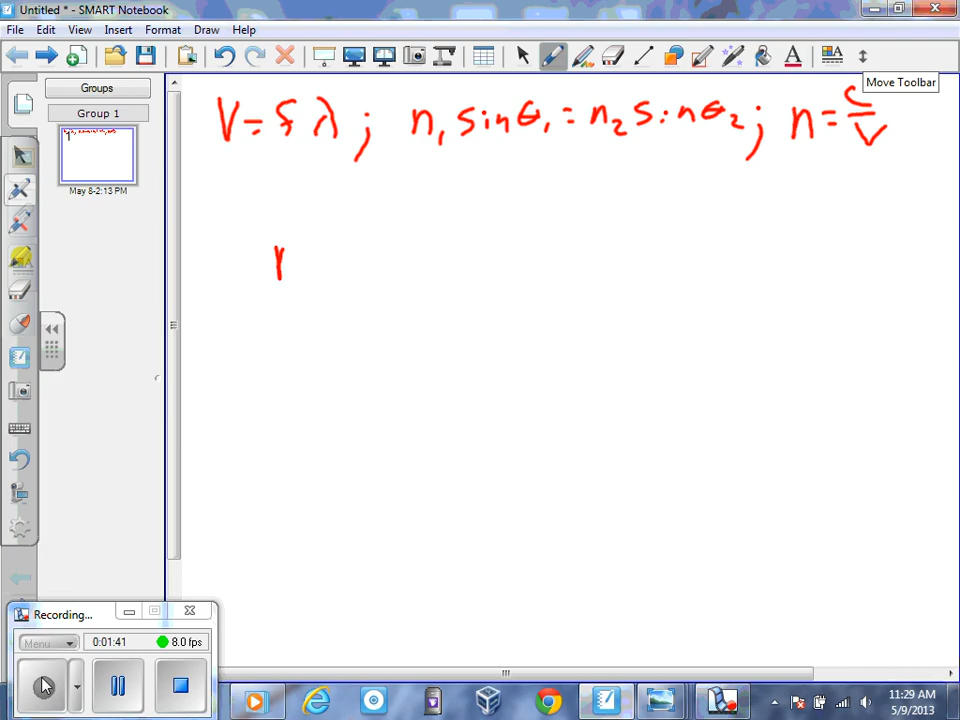 Untitled * - SMART Notebook
File Edit View Insert Format Draw Help
Move Toolbar
Groups
Group 1
1
May 8-2:13 PM
V = f λ ; n₁ sin θ₁ = n₂ sin θ₂ ; n = c/v
Recording...
Menu 0:01:41 8.0 fps
11:29 AM
5/9/2013